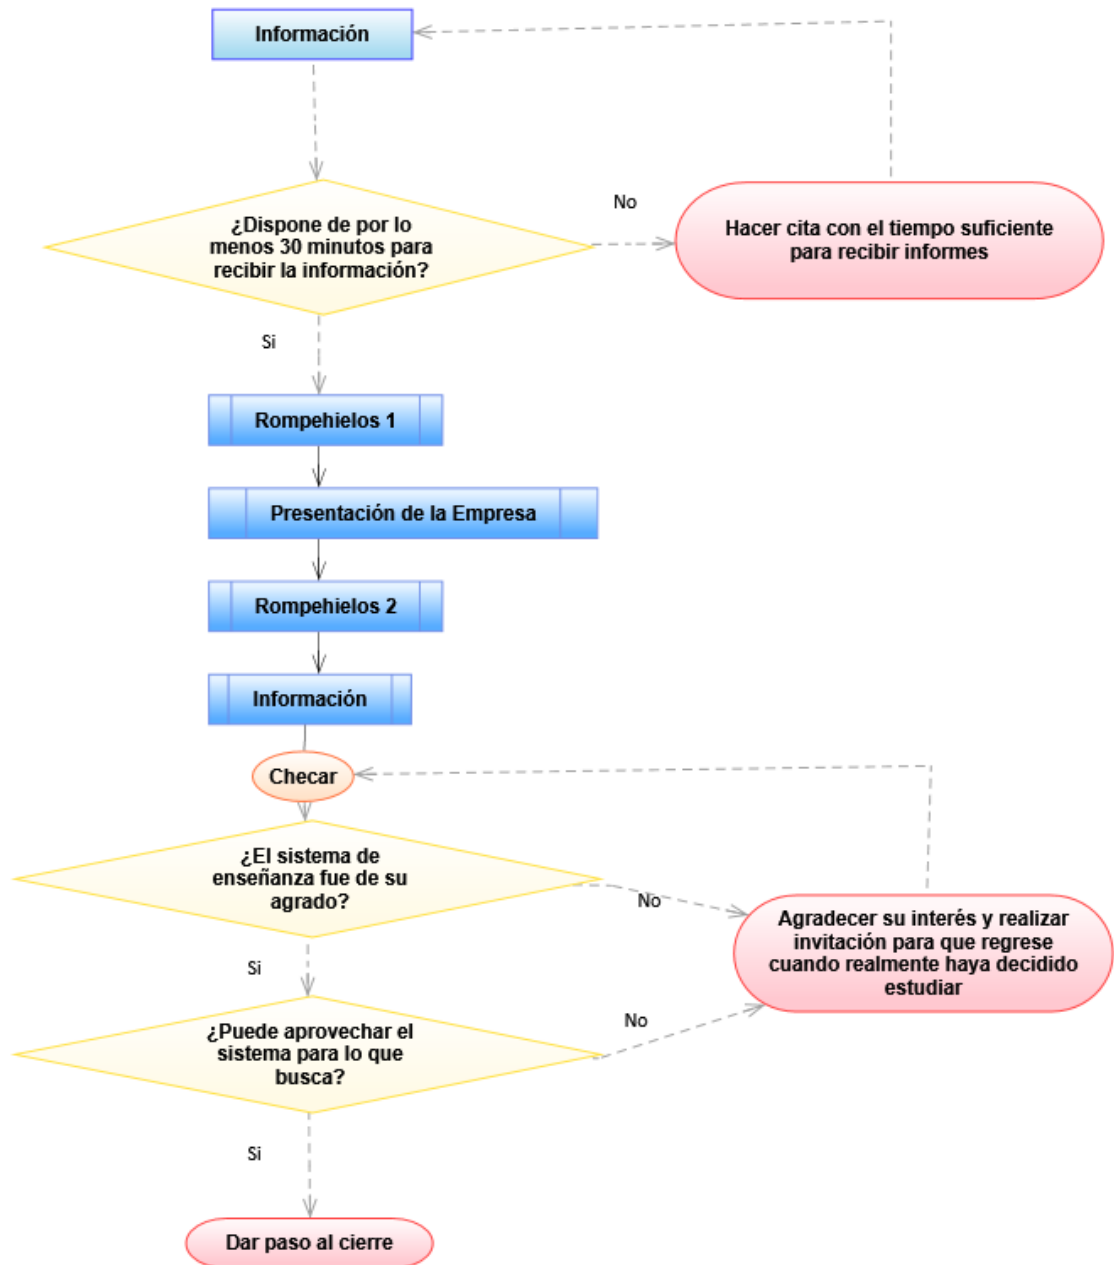 Información
¿Dispone de por lo
menos 30 minutos para
recibir la información?
No
Hacer cita con el tiempo suficiente
para recibir informes
Si
Rompehielos 1
Presentación de la Empresa
Rompehielos 2
Información
Checar
¿El sistema de
enseñanza fue de su
agrado?
No
Agradecer su interés y realizar
invitación para que regrese
cuando realmente haya decidido
estudiar
Si
¿Puede aprovechar el
sistema para lo que
busca?
No
Si
Dar paso al cierre